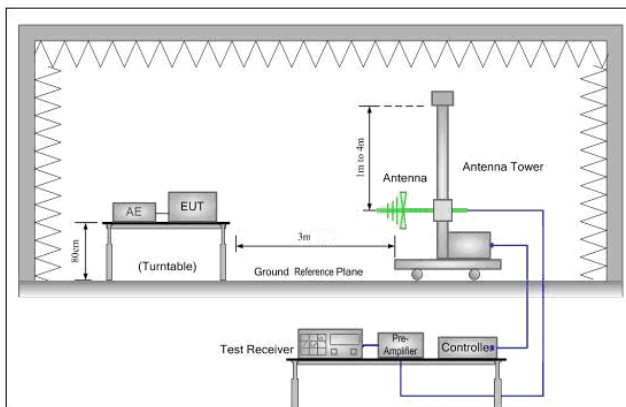 1m to 4m
Antenna
Antenna Tower
AE
EUT
80cm
3m
(Turntable)
Ground Reference Plane
Test Receiver
Pre-
Amplifier
Controller